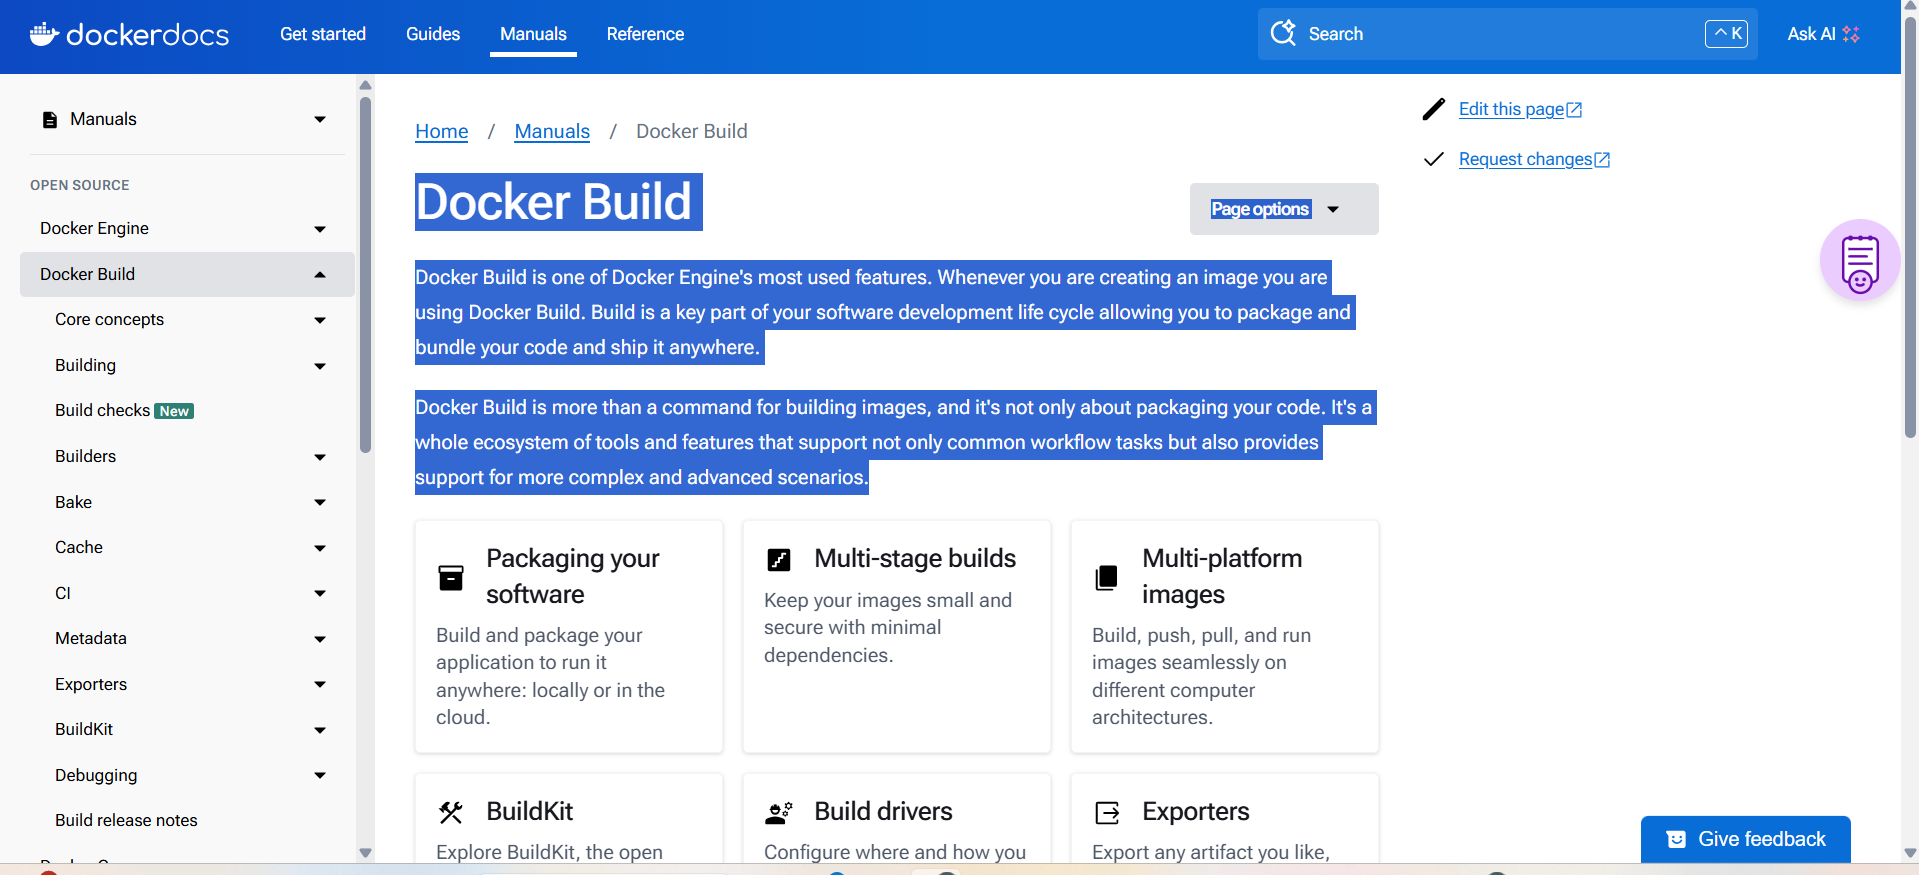 dockerdocs
Get started
Guides
Manuals
Reference
Search
^ K
Ask AI
Manuals
OPEN SOURCE
Docker Engine
Docker Build
Core concepts
Building
Build checks New
Builders
Bake
Cache
CI
Metadata
Exporters
BuildKit
Debugging
Build release notes
Home / Manuals / Docker Build
Docker Build
Page options
Docker Build is one of Docker Engine's most used features. Whenever you are creating an image you are
using Docker Build. Build is a key part of your software development life cycle allowing you to package and
bundle your code and ship it anywhere.
Docker Build is more than a command for building images, and it's not only about packaging your code. It's a
whole ecosystem of tools and features that support not only common workflow tasks but also provides
support for more complex and advanced scenarios.
Packaging your
software
Build and package your
application to run it
anywhere: locally or in the
cloud.
Multi-stage builds
Keep your images small and
secure with minimal
dependencies.
Multi-platform
images
Build, push, pull, and run
images seamlessly on
different computer
architectures.
BuildKit
Explore BuildKit, the open
Build drivers
Configure where and how you
Exporters
Export any artifact you like,
Edit this page
Request changes
Give feedback